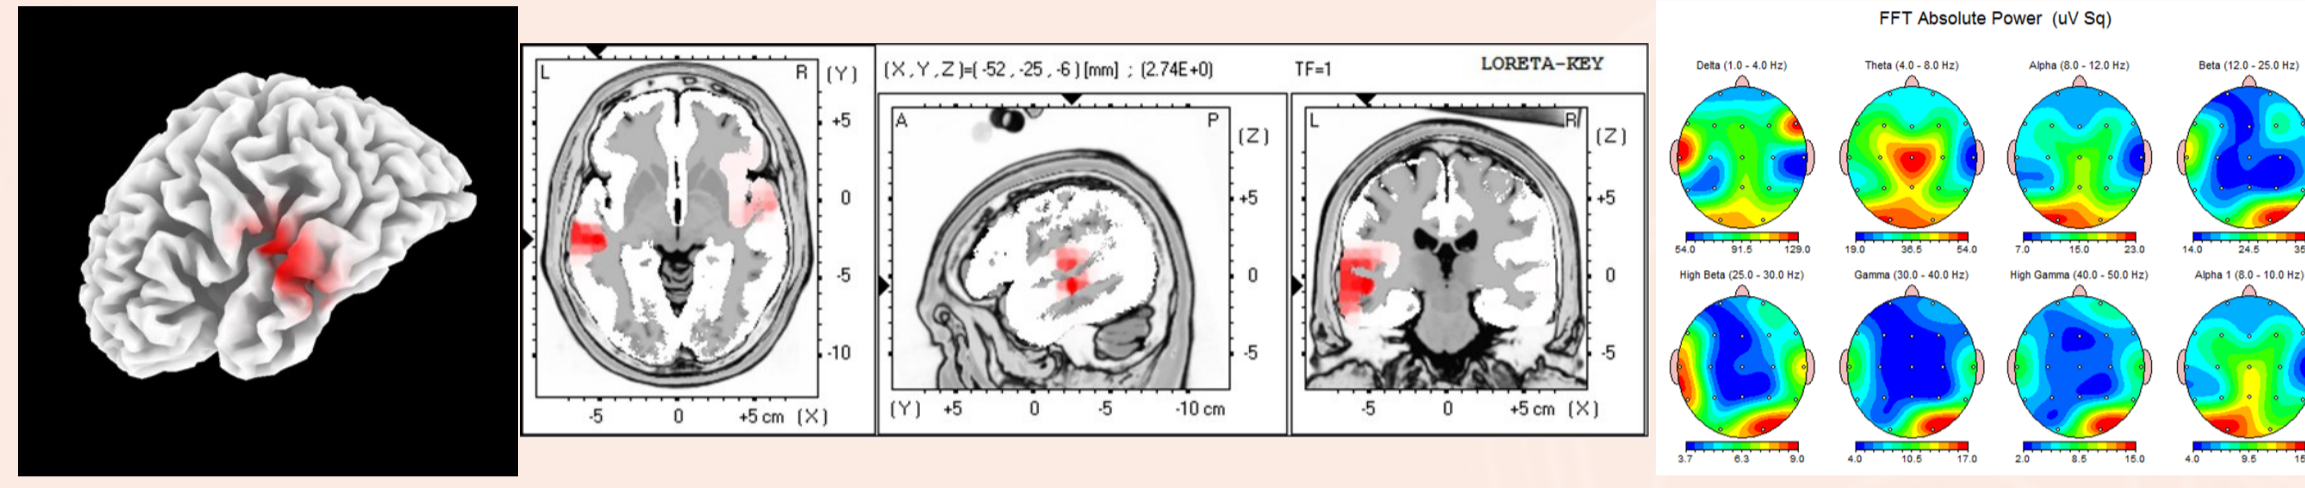 FFT Absolute Power (uV Sq)
L R (Y)
+5
0
-5
-10
-5 0 +5 cm (X)
(X,Y,Z)=(-52,-25,-6)[mm] ; (2.74E+0) TF=1 LORETA-KEY
A P (Z)
+5
0
-5
(Y) +5 0 -5 -10 cm
L R (Z)
+5
0
-5
-5 0 +5 cm (X)
Delta (1.0 - 4.0 Hz) Theta (4.0 - 8.0 Hz) Alpha (8.0 - 12.0 Hz) Beta (12.0 - 25.0 Hz)
54.0 91.5 129.0 19.0 36.5 54.0 7.0 15.0 23.0 14.0 24.5
High Beta (25.0 - 30.0 Hz) Gamma (30.0 - 40.0 Hz) High Gamma (40.0 - 50.0 Hz) Alpha 1 (8.0 - 10.0 Hz)
3.7 6.3 9.0 4.0 10.5 17.0 2.0 8.5 15.0 4.0 9.5